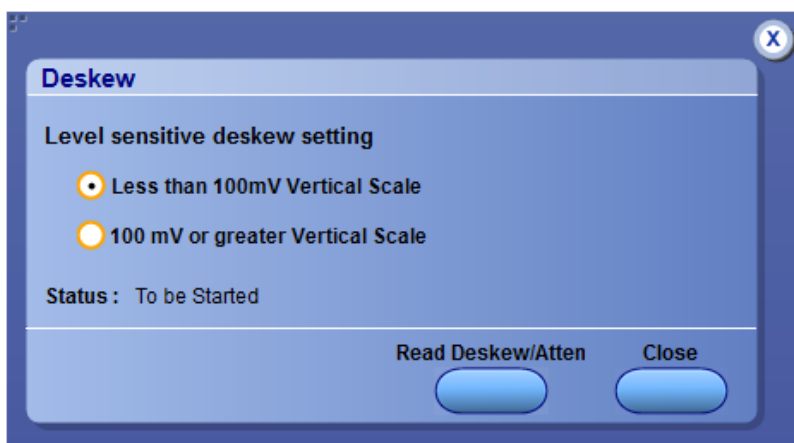 X
Deskew
Level sensitive deskew setting
Less than 100mV Vertical Scale
100 mV or greater Vertical Scale
Status : To be Started
Read Deskew/Atten Close